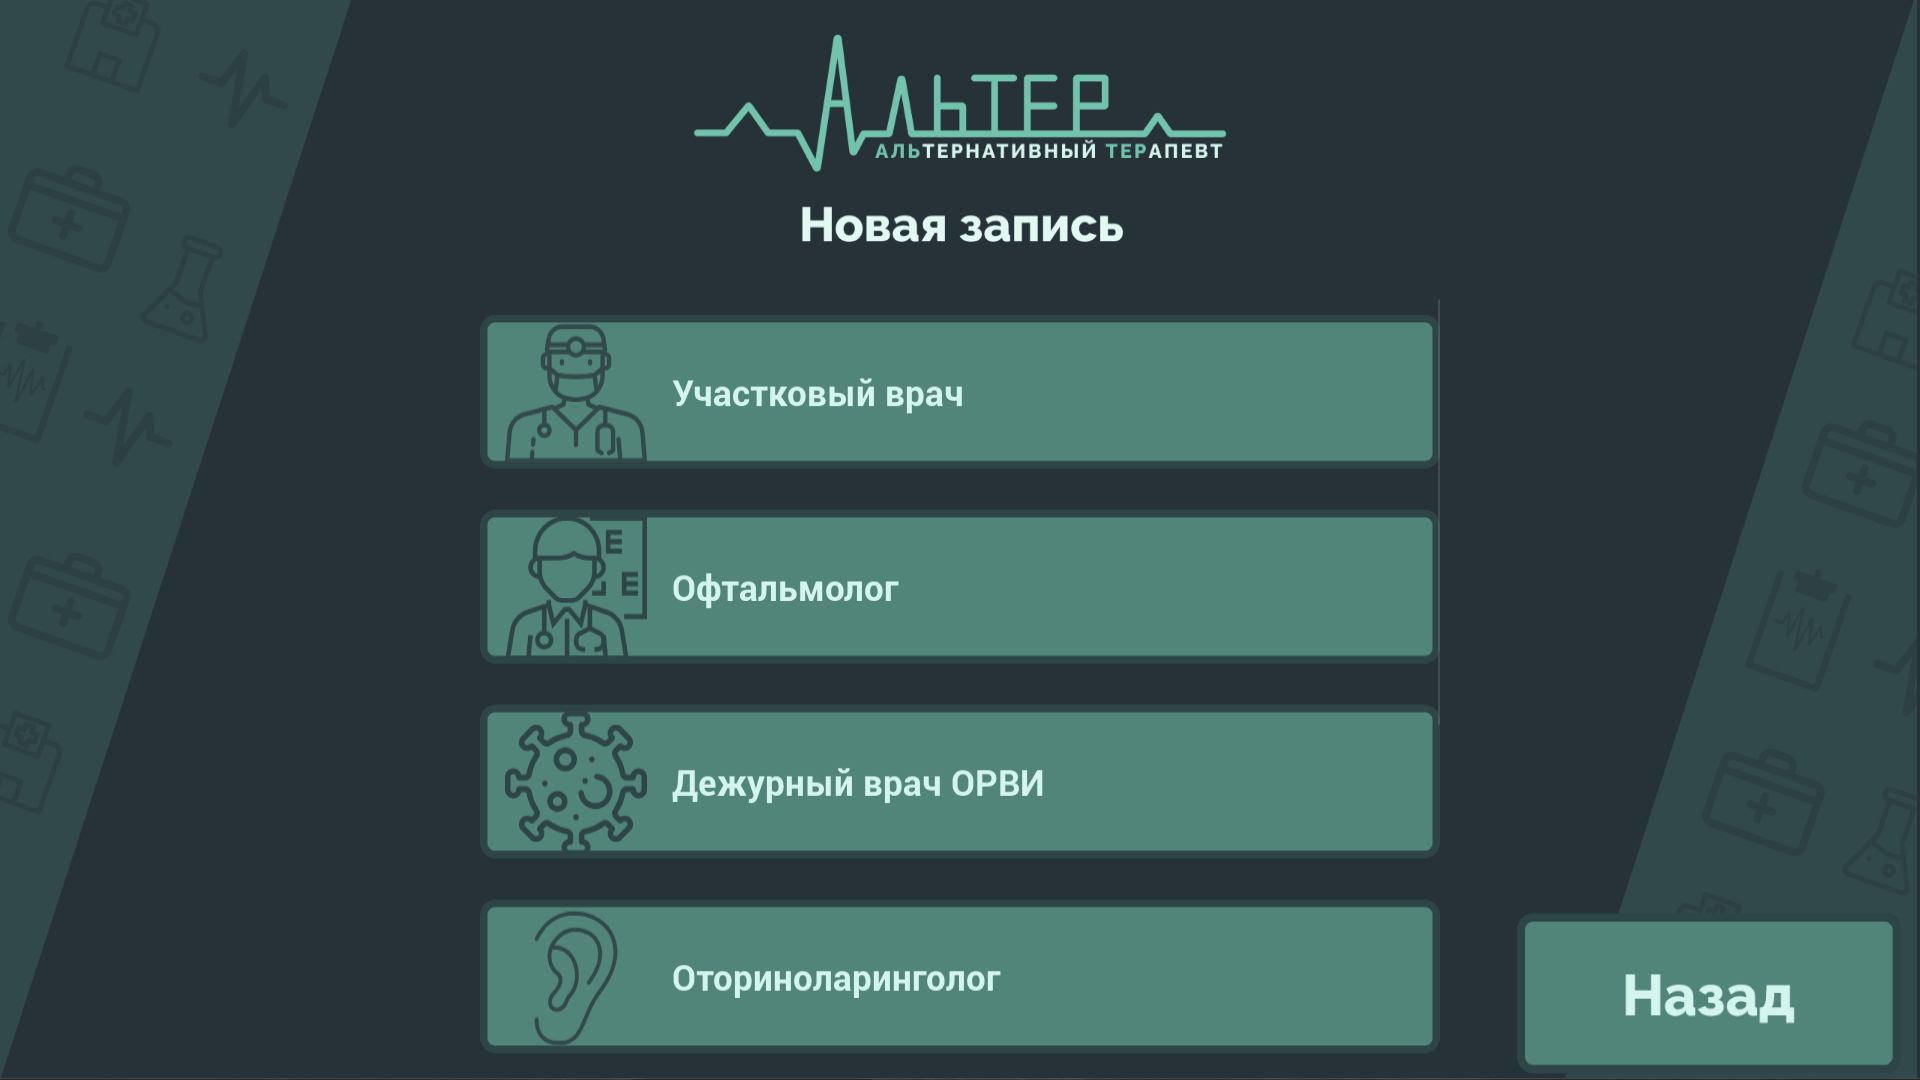 Альтер
АЛЬТЕРНАТИВНЫЙ ТЕРАПЕВТ
Новая запись
Участковый врач
E
E
Офтальмолог
Дежурный врач ОРВИ
Оториноларинголог
Назад